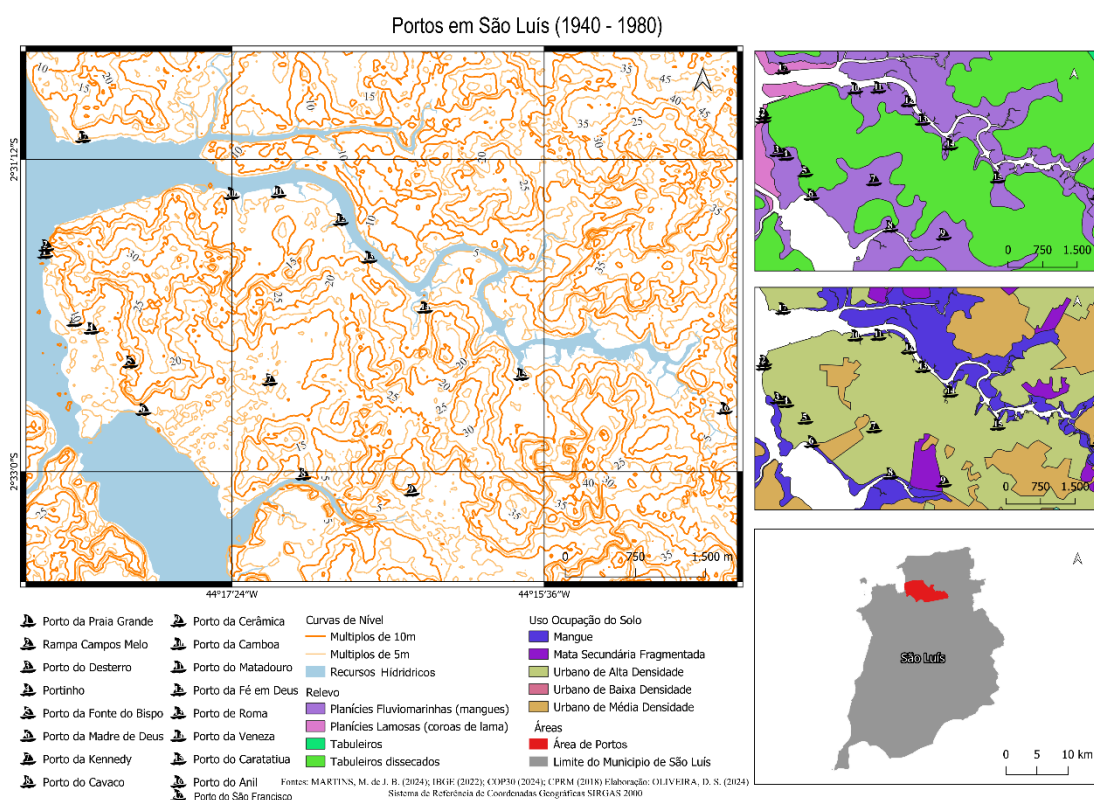 Portos em São Luís (1940 - 1980)
2°31'12"S
2°33'0"S
44°17'24"W
44°15'36"W
0 750 1.500 m
0 750 1.500
0 750 1.500
São Luís
0 5 10 km
Porto da Praia Grande
Rampa Campos Melo
Porto do Desterro
Portinho
Porto da Fonte do Bispo
Porto da Madre de Deus
Porto da Kennedy
Porto do Cavaco
Porto da Cerâmica
Porto da Camboa
Porto do Matadouro
Porto da Fé em Deus
Porto de Roma
Porto da Veneza
Porto do Caratatiua
Porto do Anil
Porto do São Francisco
Curvas de Nível
Multiplos de 10m
Multiplos de 5m
Recursos Hídridricos
Relevo
Planícies Fluviomarinhas (mangues)
Planícies Lamosas (coroas de lama)
Tabuleiros
Tabuleiros dissecados
Uso Ocupação do Solo
Mangue
Mata Secundária Fragmentada
Urbano de Alta Densidade
Urbano de Baixa Densidade
Urbano de Média Densidade
Áreas
Área de Portos
Limite do Municipio de São Luís
Fontes: MARTINS, M. de J. B. (2024); IBGE (2022); COP30 (2024); CPRM (2018) Elaboração: OLIVEIRA, D. S. (2024)
Sistema de Referência de Coordenadas Geográficas SIRGAS 2000